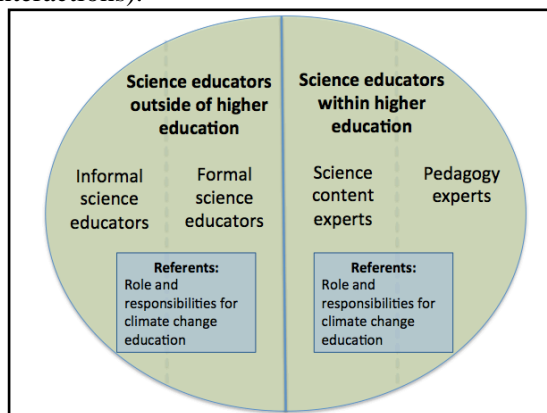 nteractions).
Science educators
outside of higher
education
Science educators
within higher
education
Informal
science
educators
Formal
science
educators
Science
content
experts
Pedagogy
experts
Referents:
Role and
responsibilities for
climate change
education
Referents:
Role and
responsibilities for
climate change
education